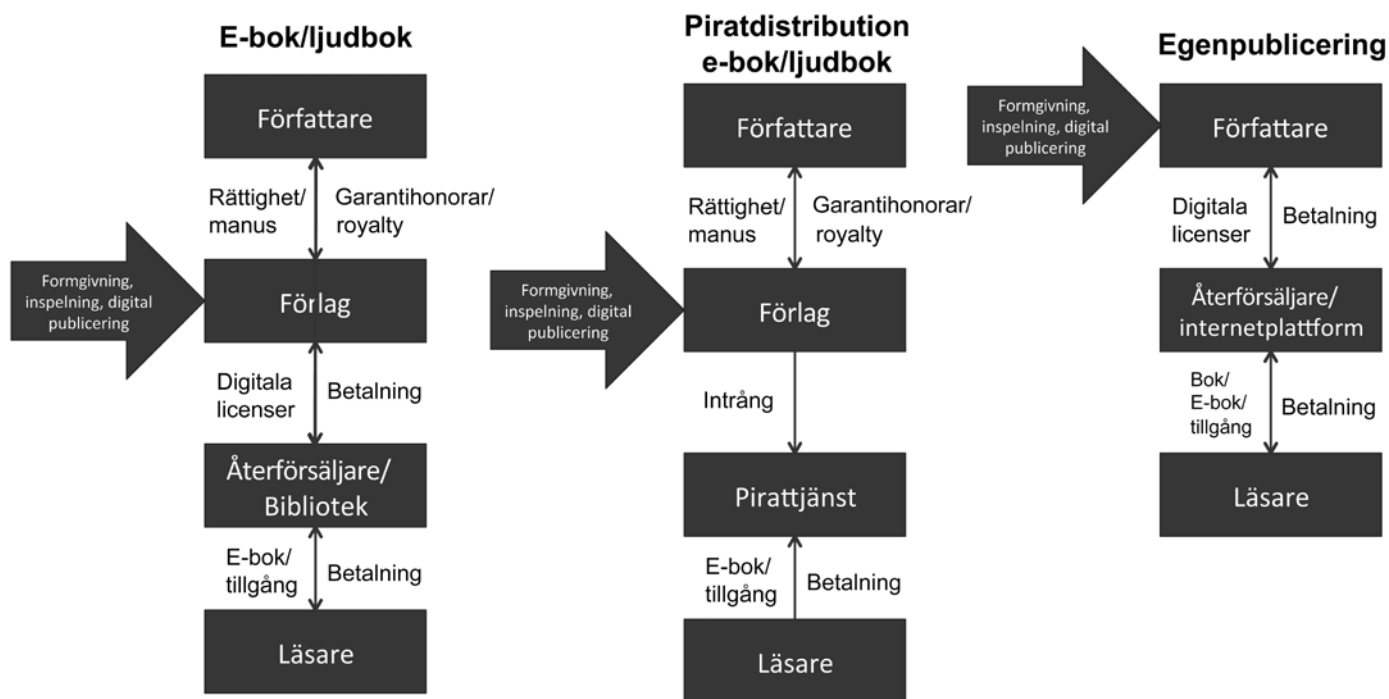 E-bok/ljudbok
Författare
Rättighet/
manus
Garantihonorar/
royalty
Formgivning,
inspelning, digital
publicering
Förlag
Digitala
licenser
Betalning
Återförsäljare/
Bibliotek
E-bok/
tillgång
Betalning
Läsare
Piratdistribution
e-bok/ljudbok
Författare
Rättighet/
manus
Garantihonorar/
royalty
Formgivning,
inspelning, digital
publicering
Förlag
Intrång
Pirattjänst
E-bok/
tillgång
Betalning
Läsare
Egenpublicering
Formgivning,
inspelning, digital
publicering
Författare
Digitala
licenser
Betalning
Återförsäljare/
internetplattform
Bok/
E-bok/
tillgång
Betalning
Läsare